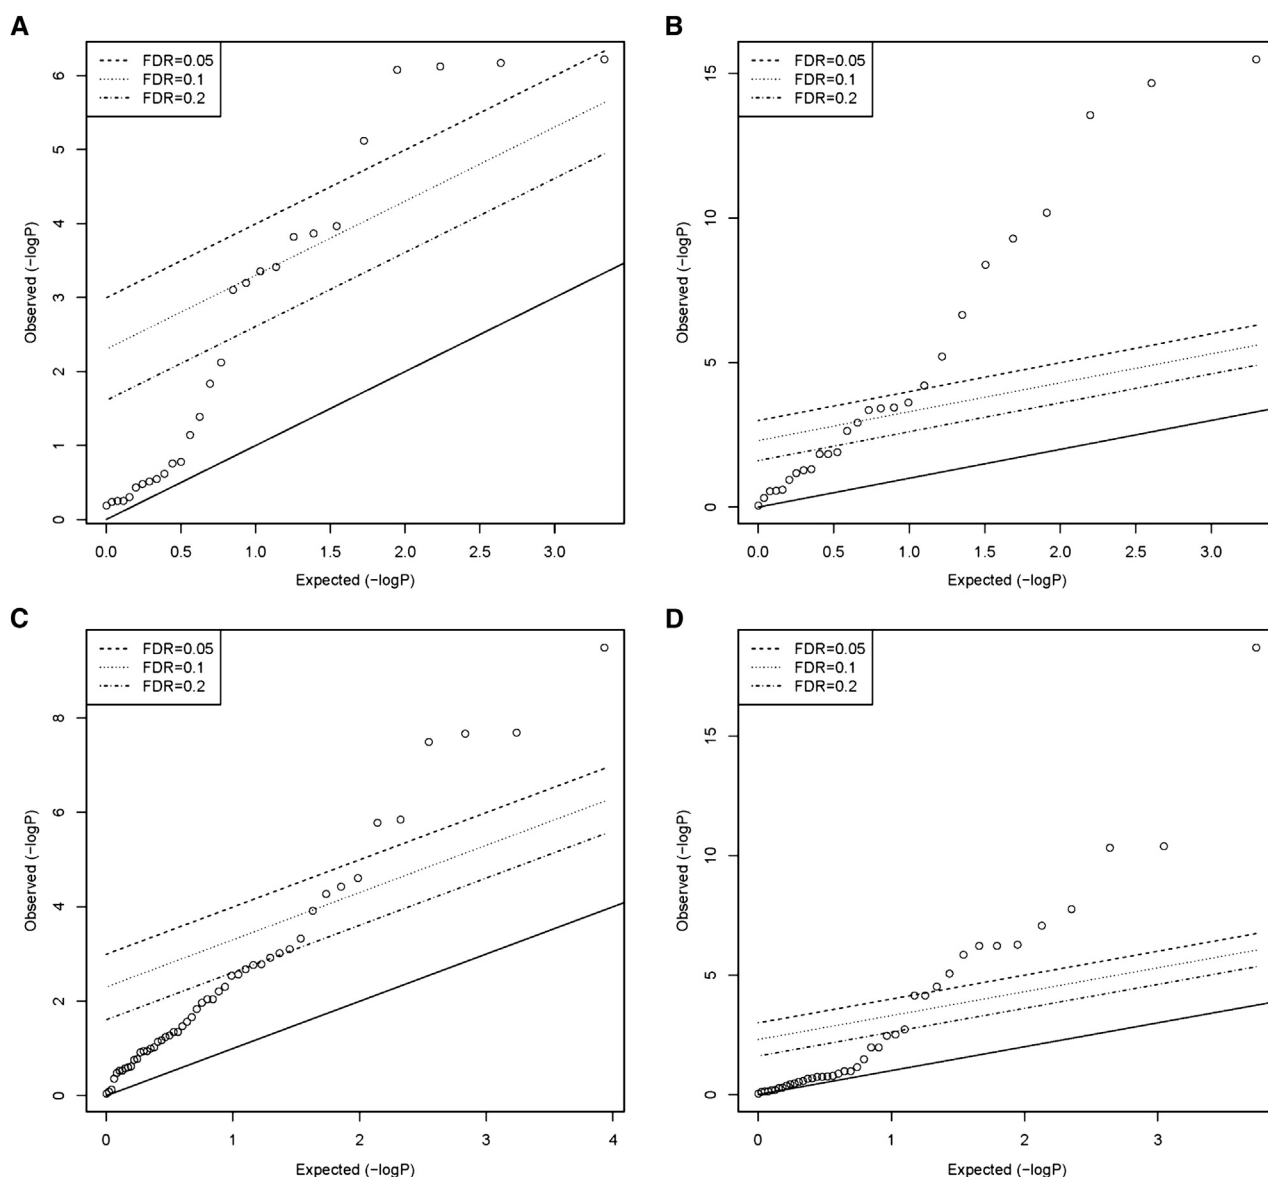 A
FDR=0.05
FDR=0.1
FDR=0.2
6
5
4
3
2
1
0
Observed (−logP)
0.0 0.5 1.0 1.5 2.0 2.5 3.0
Expected (−logP)
B
FDR=0.05
FDR=0.1
FDR=0.2
15
10
5
0
Observed (−logP)
0.0 0.5 1.0 1.5 2.0 2.5 3.0
Expected (−logP)
C
FDR=0.05
FDR=0.1
FDR=0.2
8
6
4
2
0
Observed (−logP)
0 1 2 3 4
Expected (−logP)
D
FDR=0.05
FDR=0.1
FDR=0.2
15
10
5
0
Observed (−logP)
0 1 2 3
Expected (−logP)